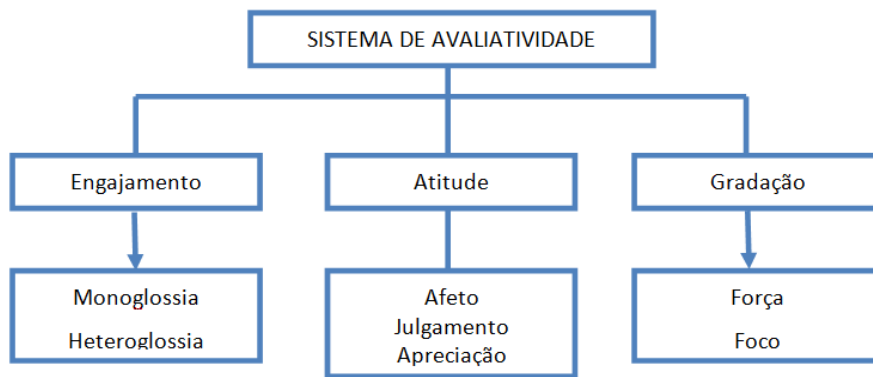 SISTEMA DE AVALIATIVIDADE
Engajamento
Atitude
Gradação
Monoglossia
Heteroglossia
Afeto
Julgamento
Apreciação
Força
Foco